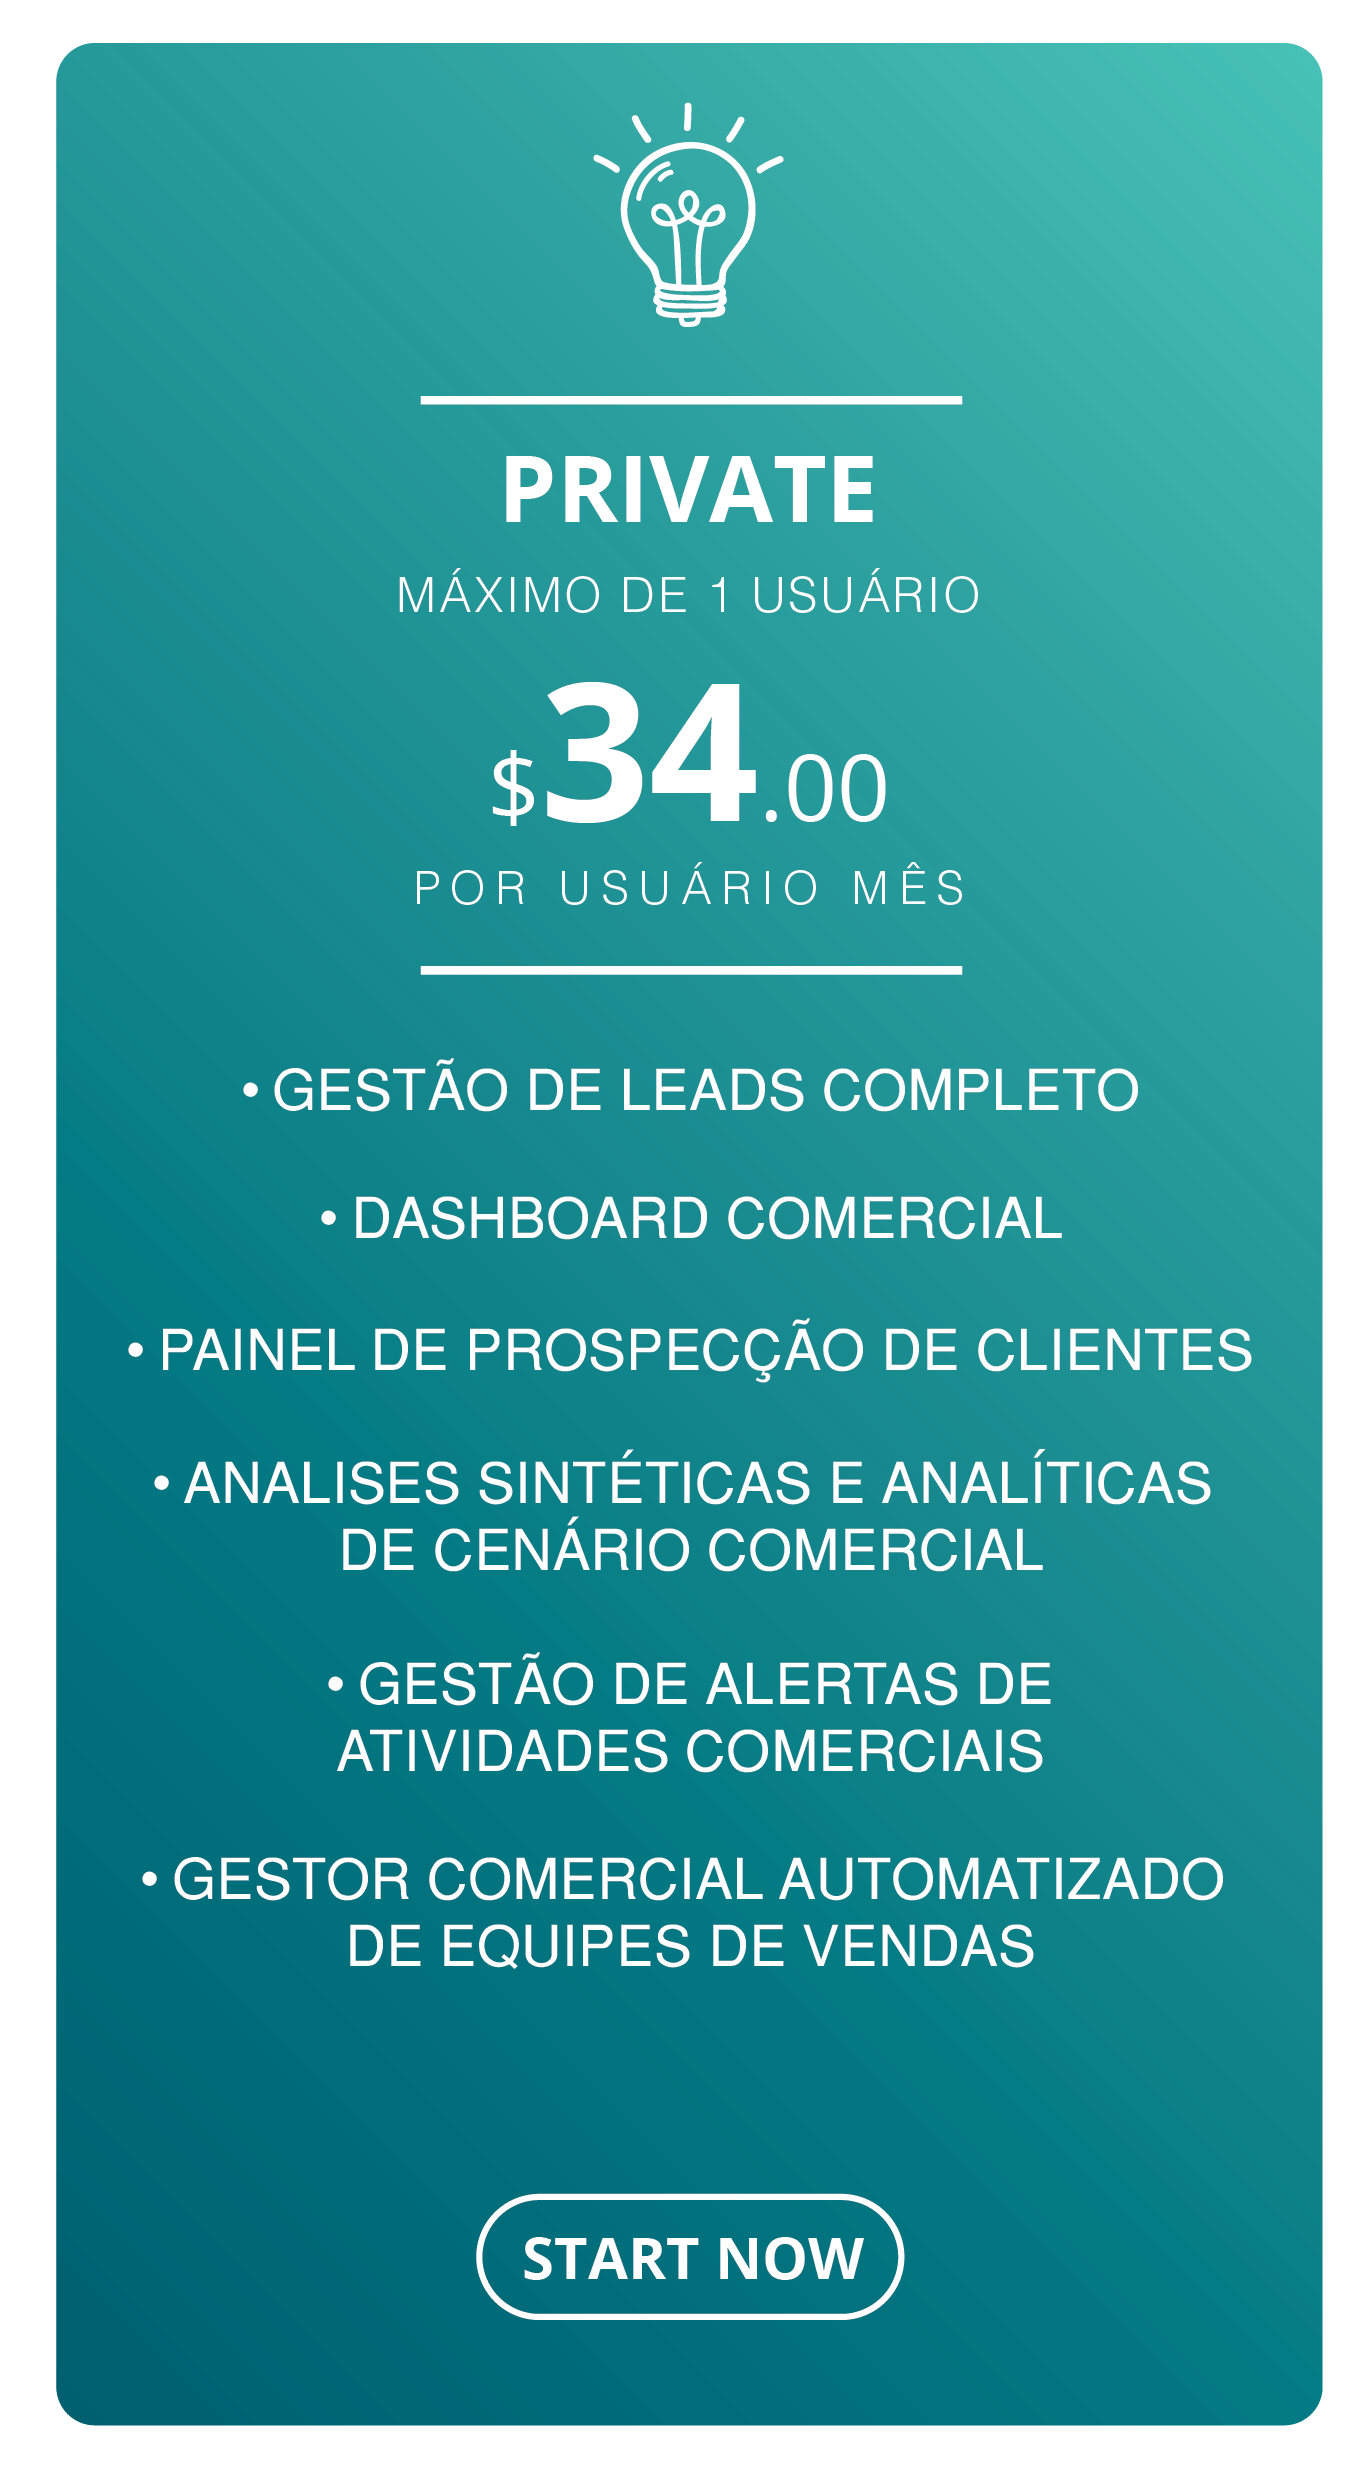 PRIVATE
MÁXIMO DE 1 USUÁRIO
$34.00
POR USUÁRIO MÊS
• GESTÃO DE LEADS COMPLETO
• DASHBOARD COMERCIAL
• PAINEL DE PROSPECÇÃO DE CLIENTES
• ANALISES SINTÉTICAS E ANALÍTICAS
DE CENÁRIO COMERCIAL
• GESTÃO DE ALERTAS DE
ATIVIDADES COMERCIAIS
• GESTOR COMERCIAL AUTOMATIZADO
DE EQUIPES DE VENDAS
START NOW